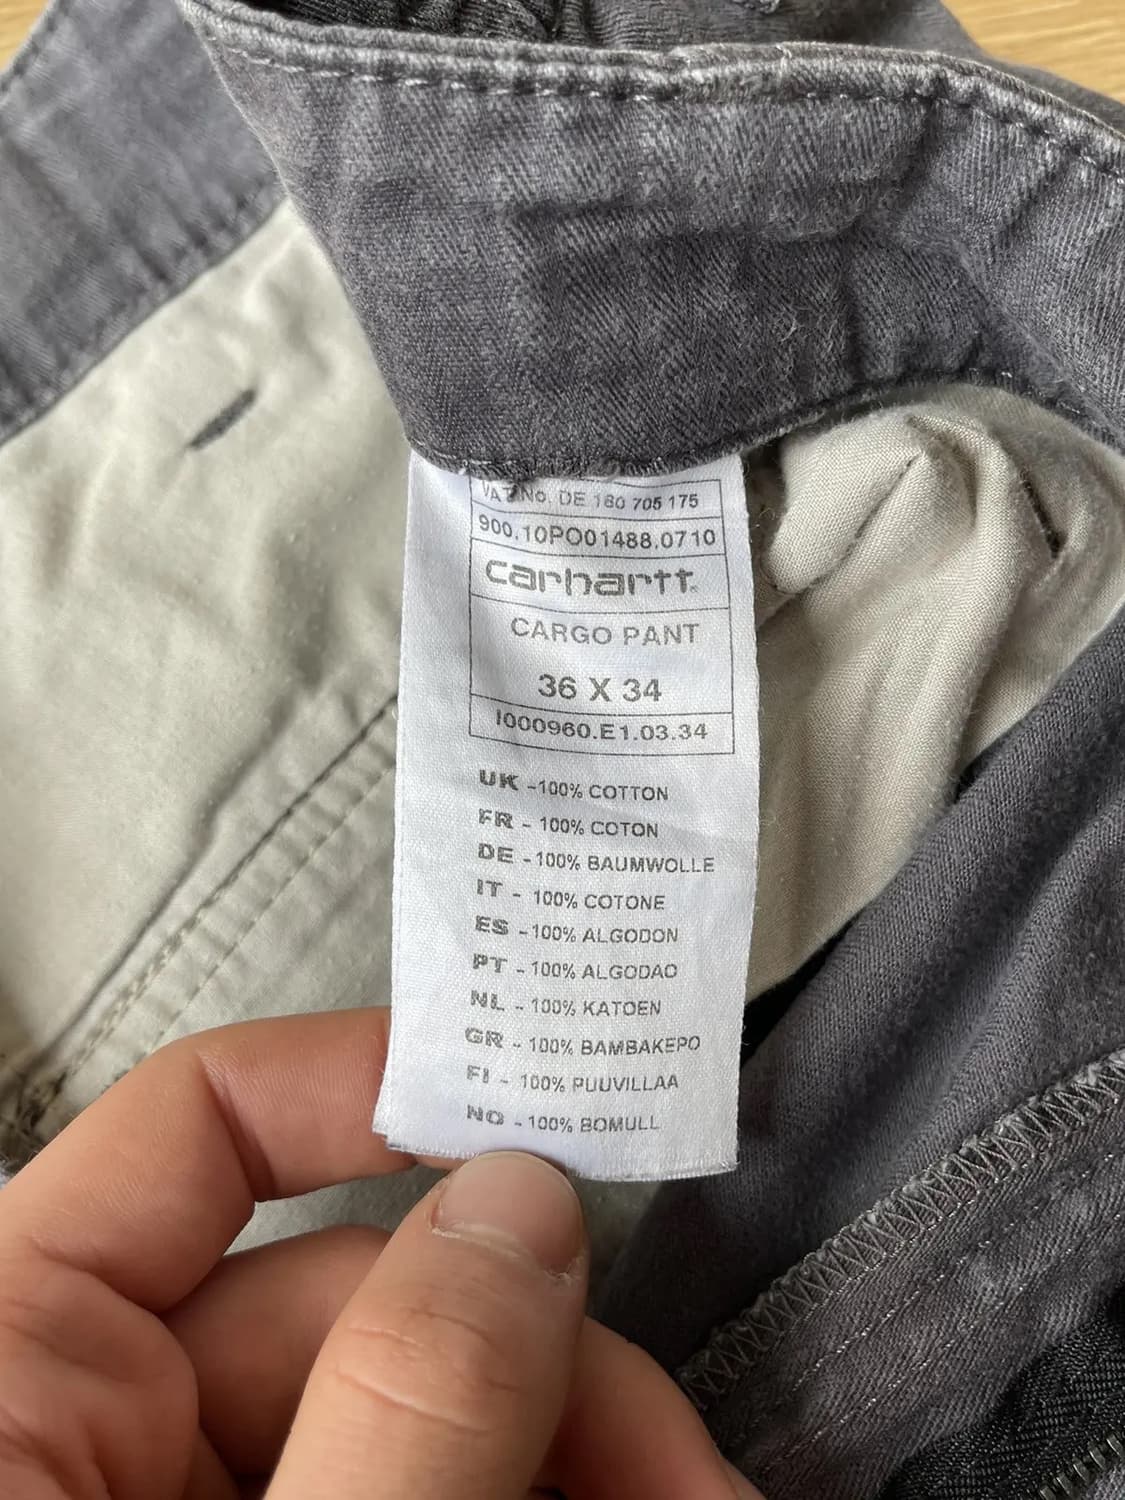 VAT No. DE 180 705 175
900.10PO01488.0710
carhartt
CARGO PANT
36 X 34
I000960.E1.03.34
UK -100% COTTON
FR - 100% COTON
DE -100% BAUMWOLLE
IT - 100% COTONE
ES -100% ALGODON
PT -100% ALGODAO
NL - 100% KATOEN
GR - 100% BAMBAKEPO
FI - 100% PUUVILLAA
NO - 100% BOMULL